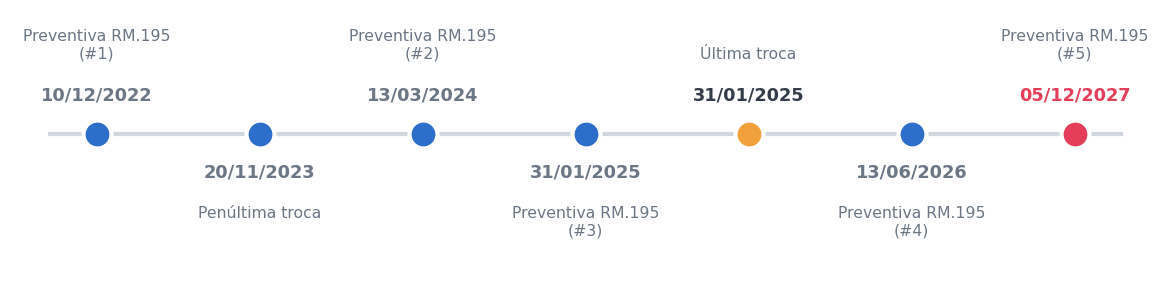 Preventiva RM.195
(#1)
10/12/2022
20/11/2023
Penúltima troca
Preventiva RM.195
(#2)
13/03/2024
31/01/2025
Preventiva RM.195
(#3)
Última troca
31/01/2025
13/06/2026
Preventiva RM.195
(#4)
Preventiva RM.195
(#5)
05/12/2027